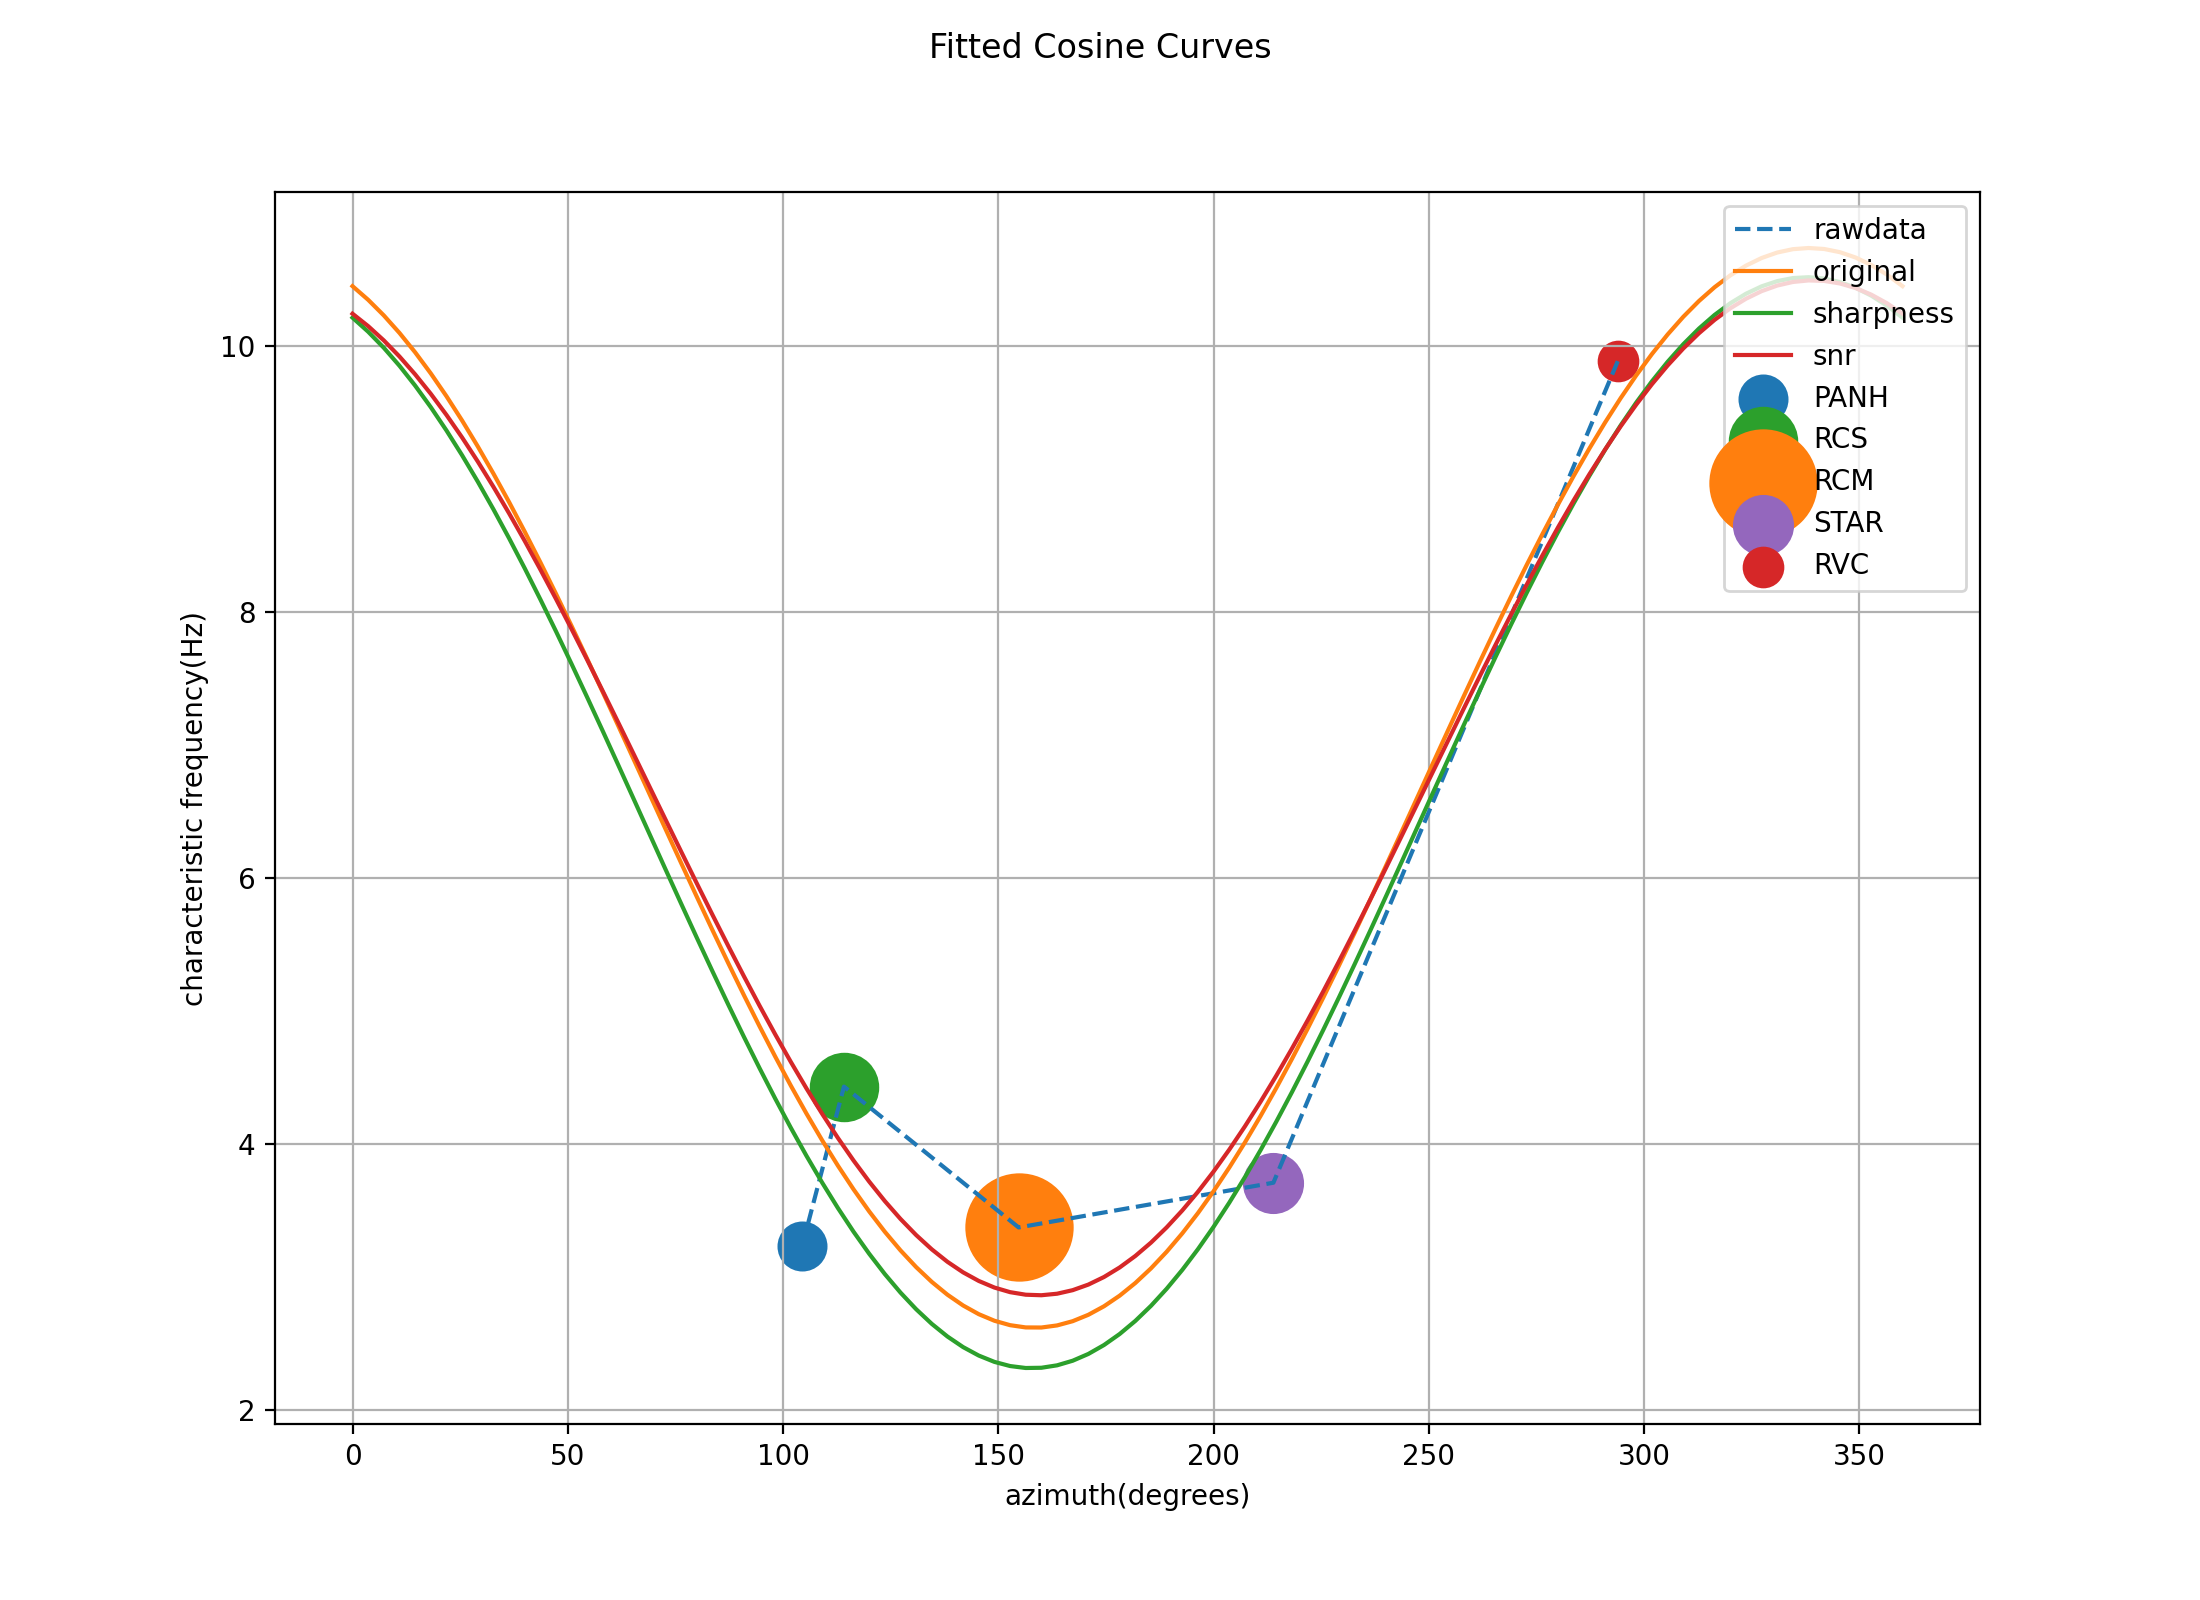 Fitted Cosine Curves
rawdata
original
sharpness
snr
PANH
RCS
RCM
STAR
RVC
characteristic frequency(Hz)
10
8
6
4
2
0 50 100 150 200 250 300 350
azimuth(degrees)